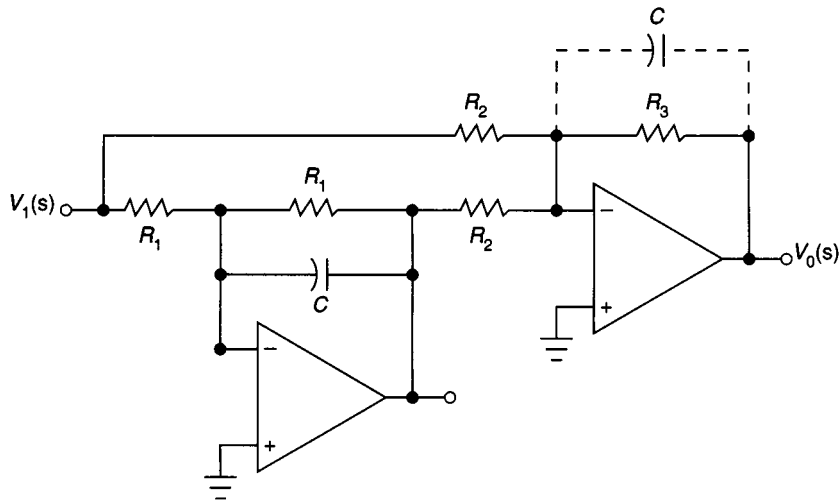 C
R₂
R₃
V₁(s)
R₁
R₁
R₂
−
+
V₀(s)
C
−
+